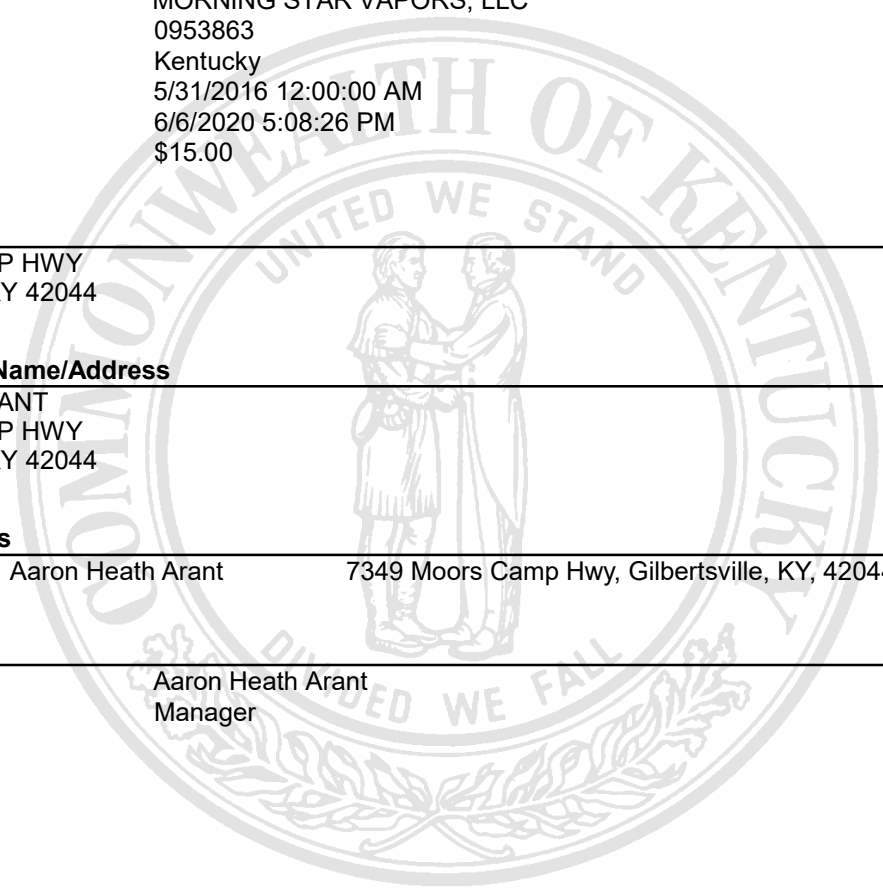 MORNING STAR VAPORS, LLC
0953863
Kentucky
5/31/2016 12:00:00 AM
6/6/2020 5:08:26 PM
$15.00
P HWY
Y 42044
Name/Address
ANT
P HWY
Y 42044
s
Aaron Heath Arant 7349 Moors Camp Hwy, Gilbertsville, KY, 42044
Aaron Heath Arant
Manager
COMMONWEALTH OF KENTUCKY
UNITED WE STAND
DIVIDED WE FALL